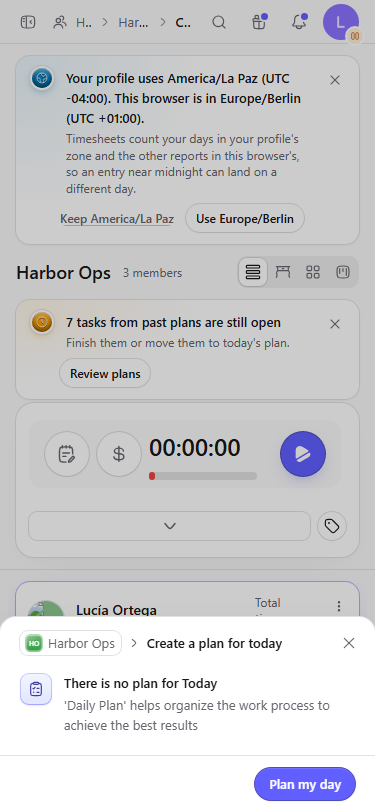 H..
Har...
C..
L
Your profile uses America/La Paz (UTC
-04:00). This browser is in Europe/Berlin
(UTC +01:00).
Timesheets count your days in your profile's
zone and the other reports in this browser's,
so an entry near midnight can land on a
different day.
Keep America/La Paz
Use Europe/Berlin
Harbor Ops
3 members
7 tasks from past plans are still open
Finish them or move them to today's plan.
Review plans
$
00:00:00
Lucía Ortega
Total
HO
Harbor Ops
Create a plan for today
There is no plan for Today
'Daily Plan' helps organize the work process to
achieve the best results
Plan my day